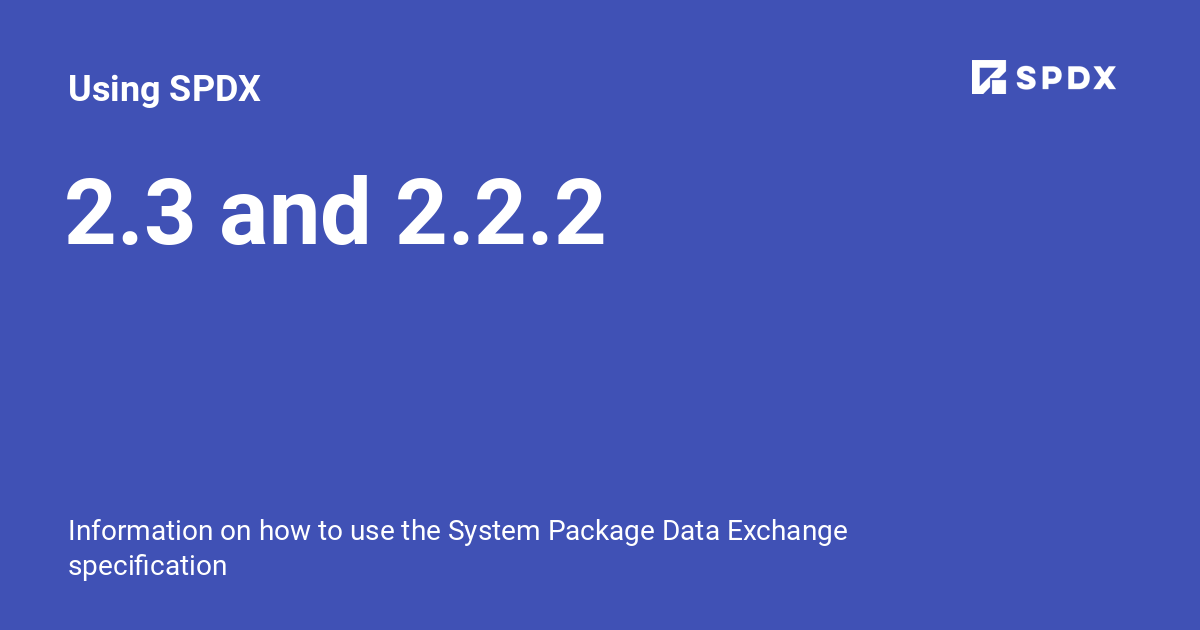 Using SPDX
SPDX
2.3 and 2.2.2
Information on how to use the System Package Data Exchange
specification